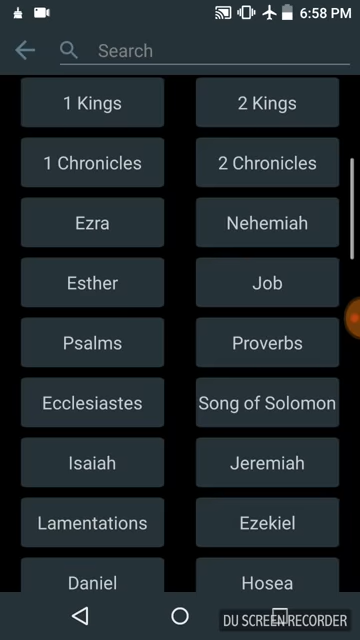 6:58 PM
Search
1 Kings
2 Kings
1 Chronicles
2 Chronicles
Ezra
Nehemiah
Esther
Job
Psalms
Proverbs
Ecclesiastes
Song of Solomon
Isaiah
Jeremiah
Lamentations
Ezekiel
Daniel
Hosea
DU SCREEN RECORDER